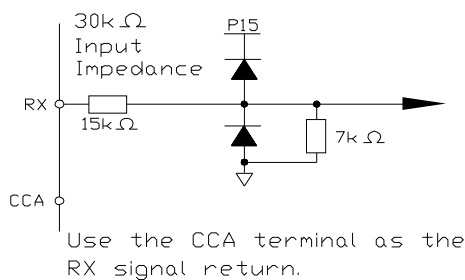 30kΩ
Input
Impedance
P15
RX
15kΩ
7kΩ
CCA
Use the CCA terminal as the
RX signal return.